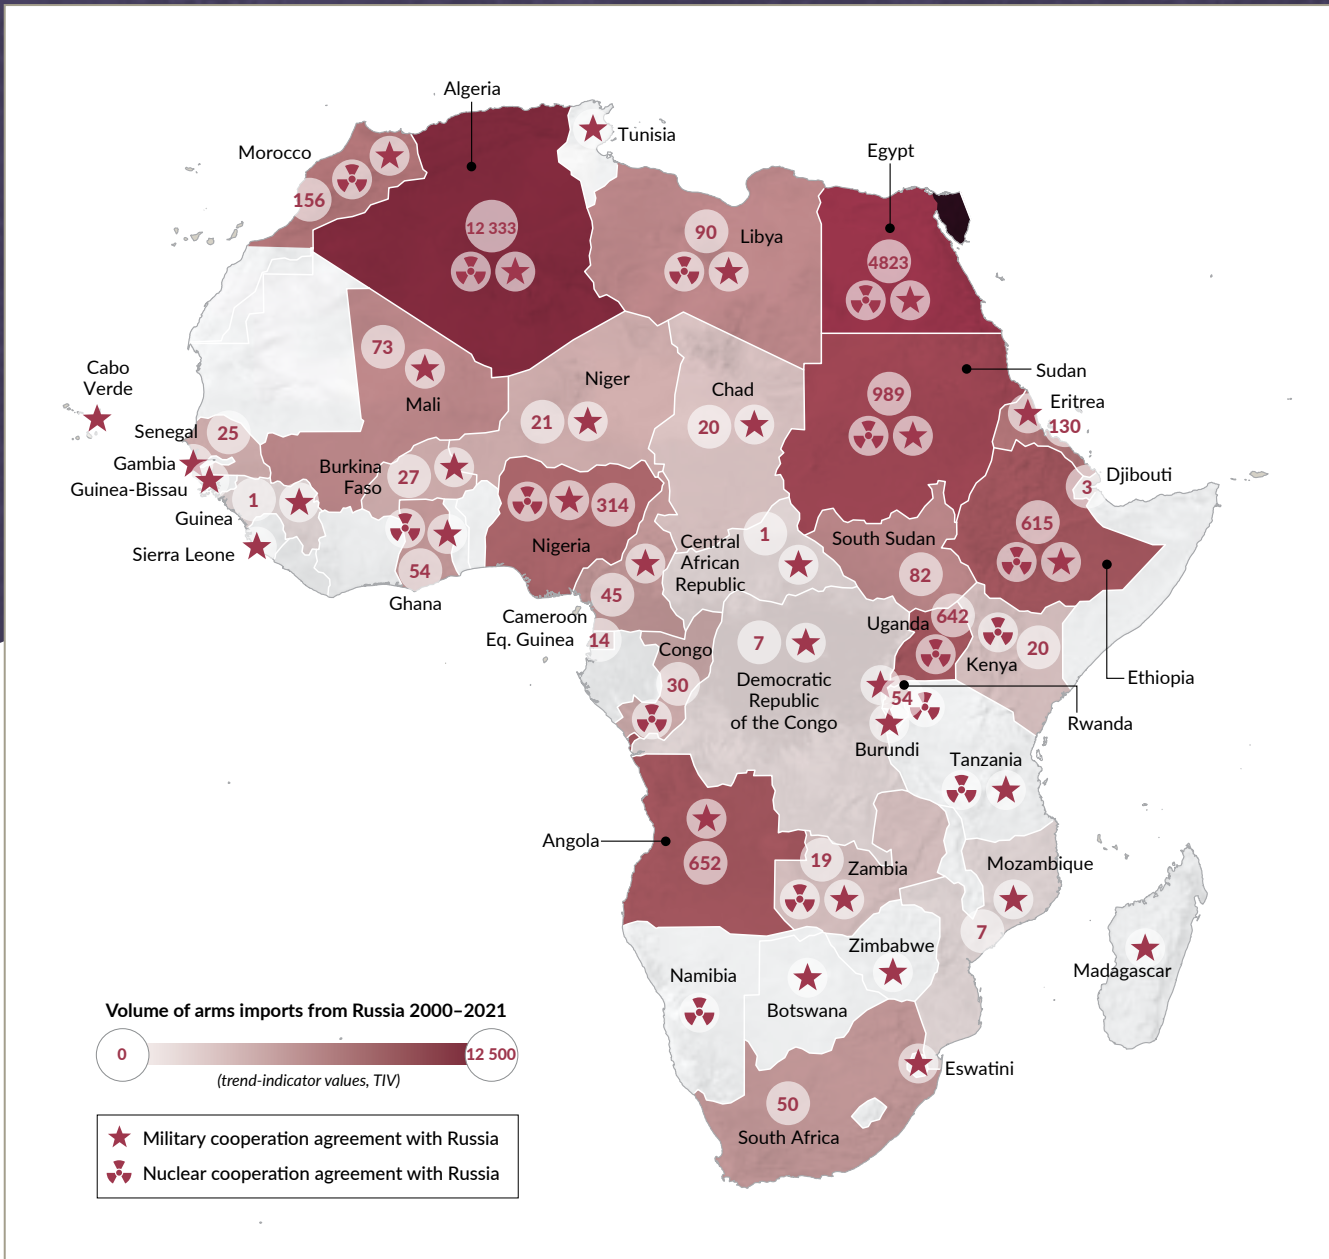 Algeria
Tunisia
Morocco
156
Egypt
12 333
90
Libya
4823
73
Mali
Cabo
Verde
Niger
21
Chad
20
989
Sudan
Eritrea
130
Senegal
25
Gambia
Guinea-Bissau
Burkina
Faso
27
Djibouti
3
1
Guinea
Sierra Leone
314
Nigeria
54
Ghana
Central
African
Republic
1
South Sudan
82
615
Cameroon
45
Eq. Guinea
14
Congo
30
7
Democratic
Republic
of the Congo
Uganda
642
Kenya
20
Ethiopia
54
Rwanda
Burundi
Tanzania
Angola
652
19
Zambia
Mozambique
7
Zimbabwe
Namibia
Botswana
Madagascar
Eswatini
50
South Africa
Volume of arms imports from Russia 2000–2021
0
12 500
(trend-indicator values, TIV)
Military cooperation agreement with Russia
Nuclear cooperation agreement with Russia